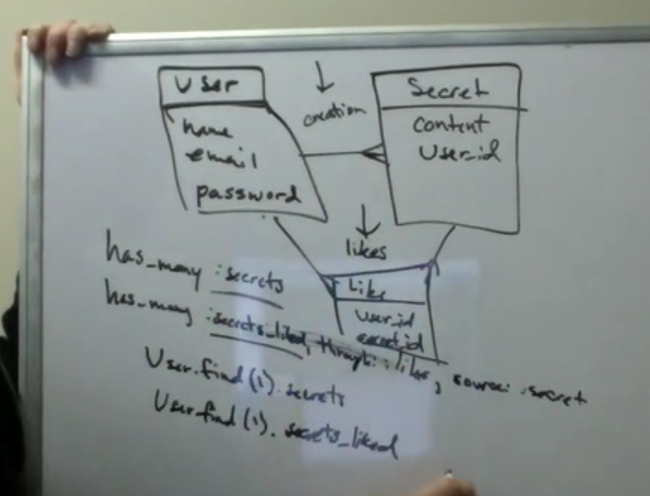 User
name
email
password
creation
Secret
content
User_id
likes
Like
user_id
secret_id
has_many :secrets
has_many :secrets_liked, through: :likes, source: :secret
User.find(1).secrets
User.find(1).secrets_liked